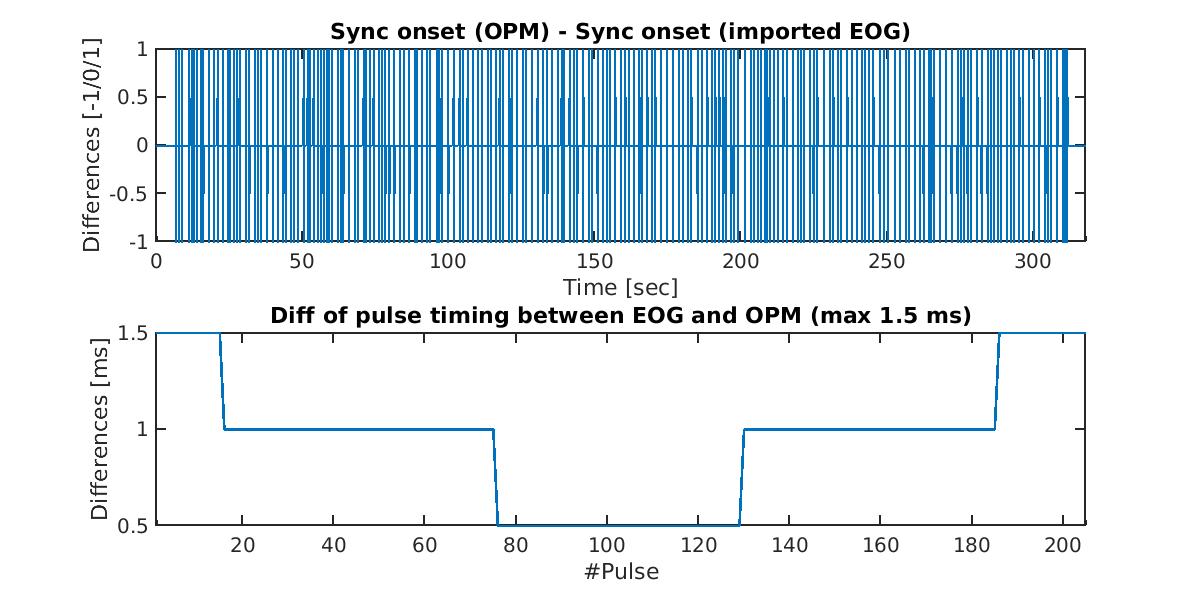 Sync onset (OPM) - Sync onset (imported EOG)
Differences [-1/0/1]
1
0.5
0
-0.5
-1
0 50 100 150 200 250 300
Time [sec]
Diff of pulse timing between EOG and OPM (max 1.5 ms)
Differences [ms]
1.5
1
0.5
20 40 60 80 100 120 140 160 180 200
#Pulse